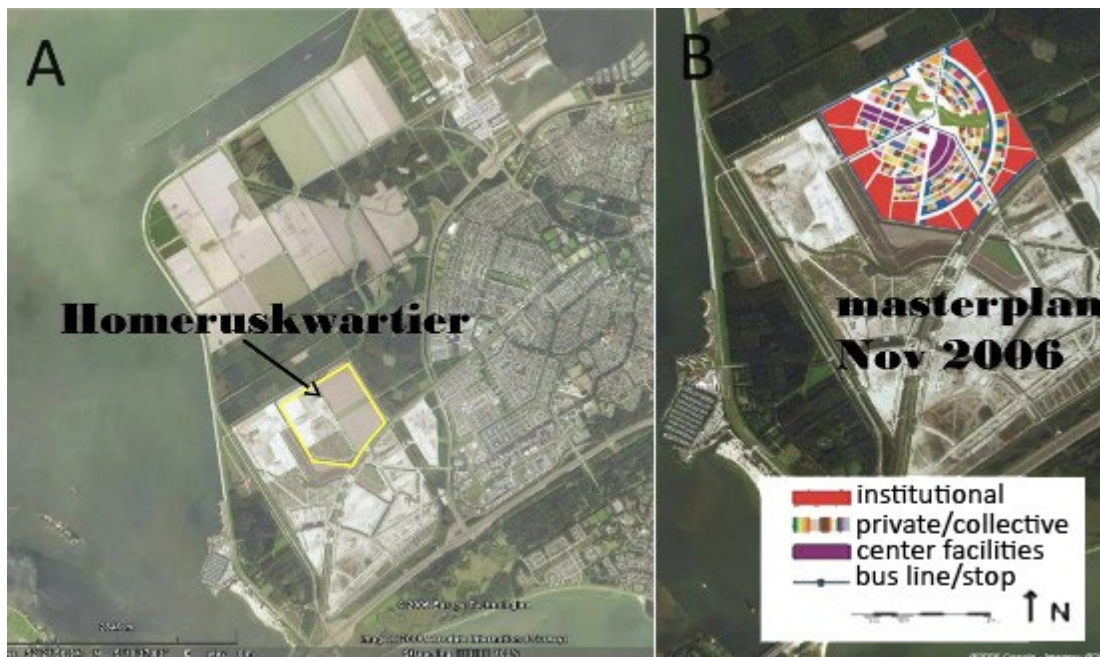 A
Homeruskwartier
B
masterplan
Nov 2006
institutional
private/collective
center facilities
bus line/stop
N